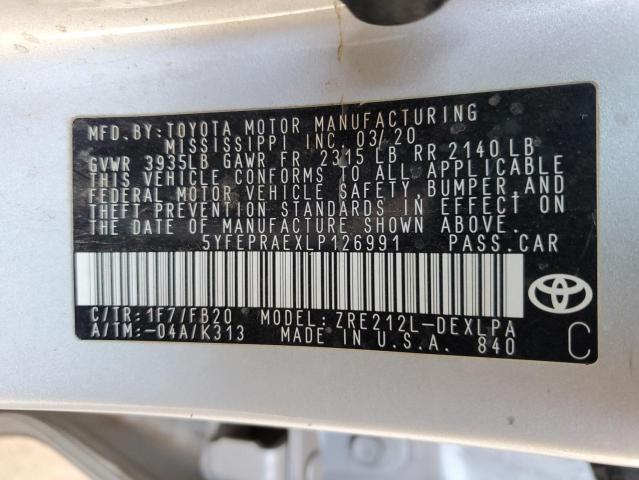 MFD.BY:TOYOTA MOTOR MANUFACTURING
MISSISSIPPI INC. 03/20
GVWR 3935LB GAWR FR 2315 LB RR 2140 LB
THIS VEHICLE CONFORMS TO ALL APPLICABLE
FEDERAL MOTOR VEHICLE SAFETY, BUMPER, AND
THEFT PREVENTION STANDARDS IN EFFECT ON
THE DATE OF MANUFACTURE SHOWN ABOVE.
5YFEPRAEXLP126991 PASS.CAR
C/TR:1F7/FB20 MODEL:ZRE212L-DEXLPA
A/TM:-04A/K313 MADE IN U.S.A. 840
C